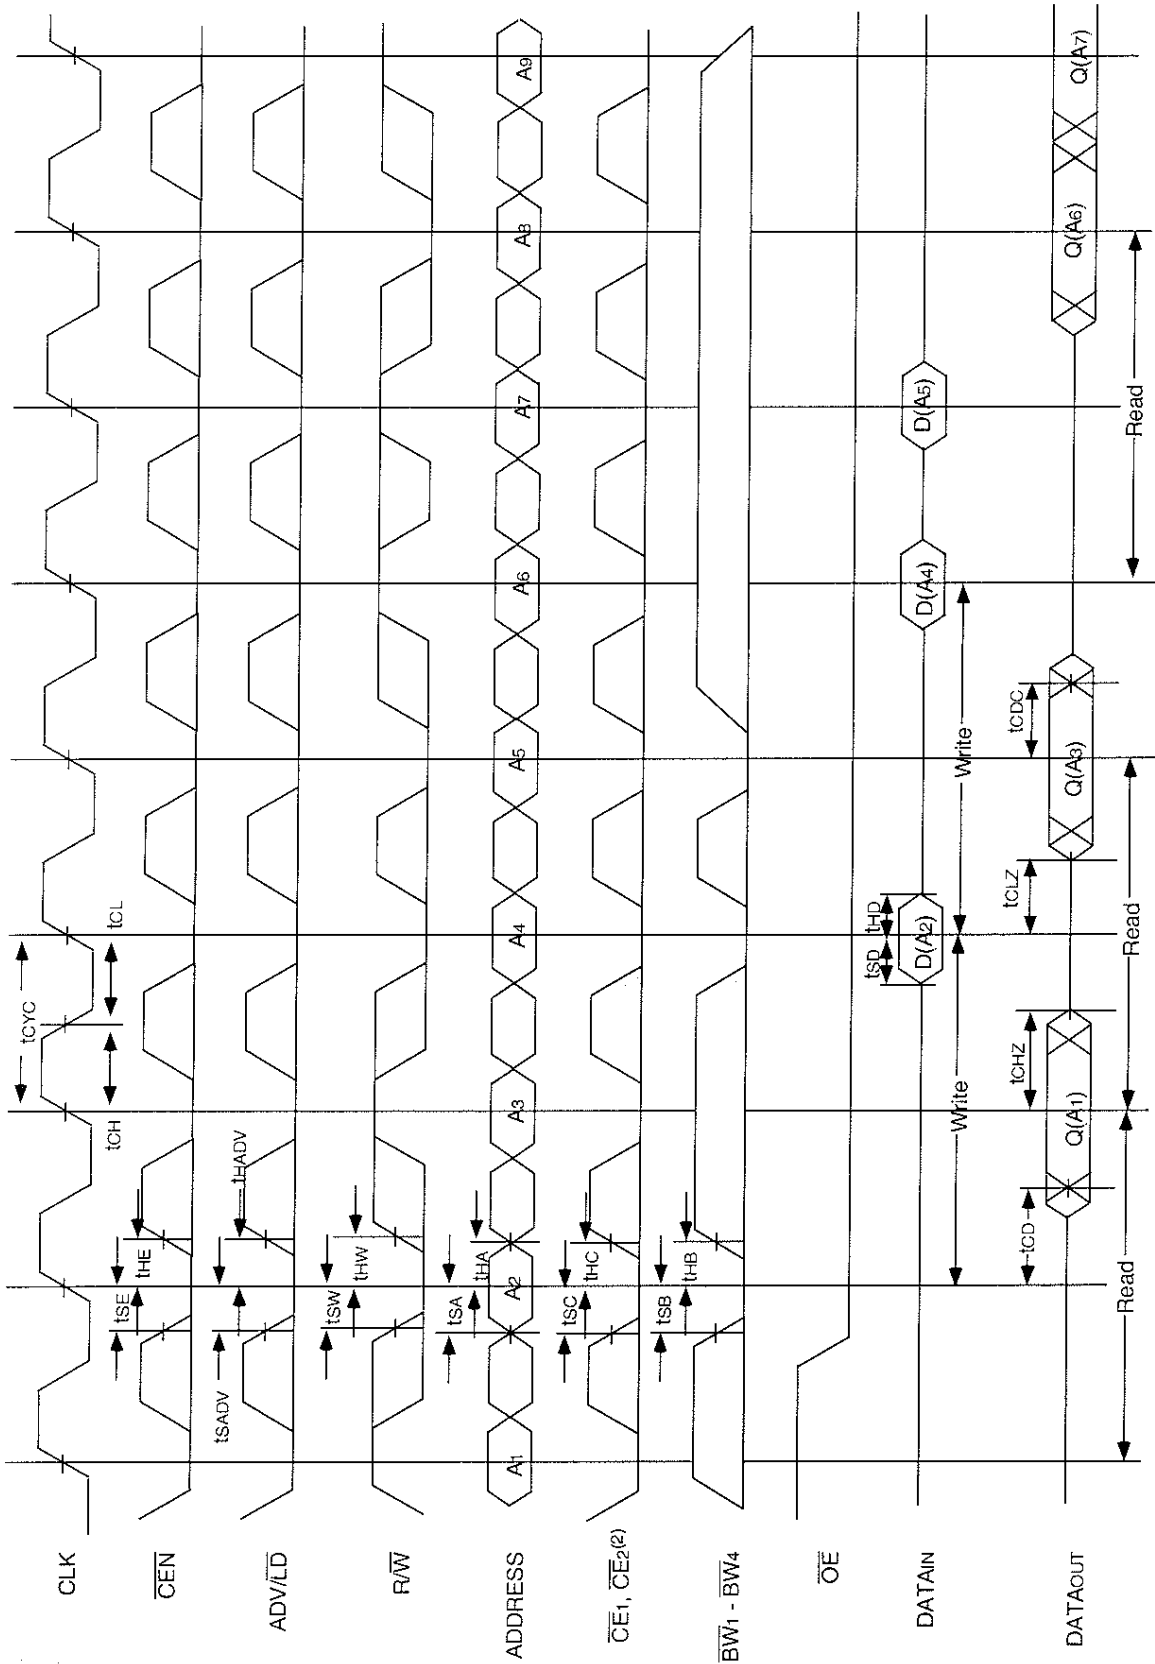 CLK
tCYC
tCH
tCL
CEN
tSE
tHE
ADV/LD
tSADV
tHADV
R/W
tSW
tHW
ADDRESS
A1
A2
A3
A4
A5
A6
A7
A8
A9
tSA
tHA
CE1, CE2(2)
tSC
tHC
BW1 - BW4
tSB
tHB
OE
DATAIN
D(A2)
D(A4)
D(A5)
tSD
tHD
Write
Write
DATAOUT
tCD
Q(A1)
tCHZ
tCLZ
Q(A3)
tCDC
Q(A6)
Q(A7)
Read
Read
Read